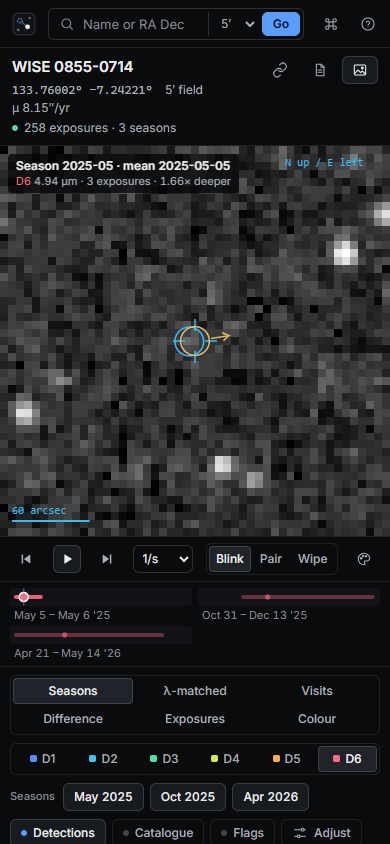 Name or RA Dec 5′ Go ⌘
WISE 0855-0714
133.76002° −7.24221° 5′ field
μ 8.15″/yr
258 exposures · 3 seasons
Season 2025-05 · mean 2025-05-05
D6 4.94 μm · 3 exposures · 1.66× deeper
N up / E left
60 arcsec
1/s Blink Pair Wipe
May 5 – May 6 '25
Oct 31 – Dec 13 '25
Apr 21 – May 14 '26
Seasons λ-matched Visits
Difference Exposures Colour
D1 D2 D3 D4 D5 D6
Seasons May 2025 Oct 2025 Apr 2026
Detections Catalogue Flags Adjust